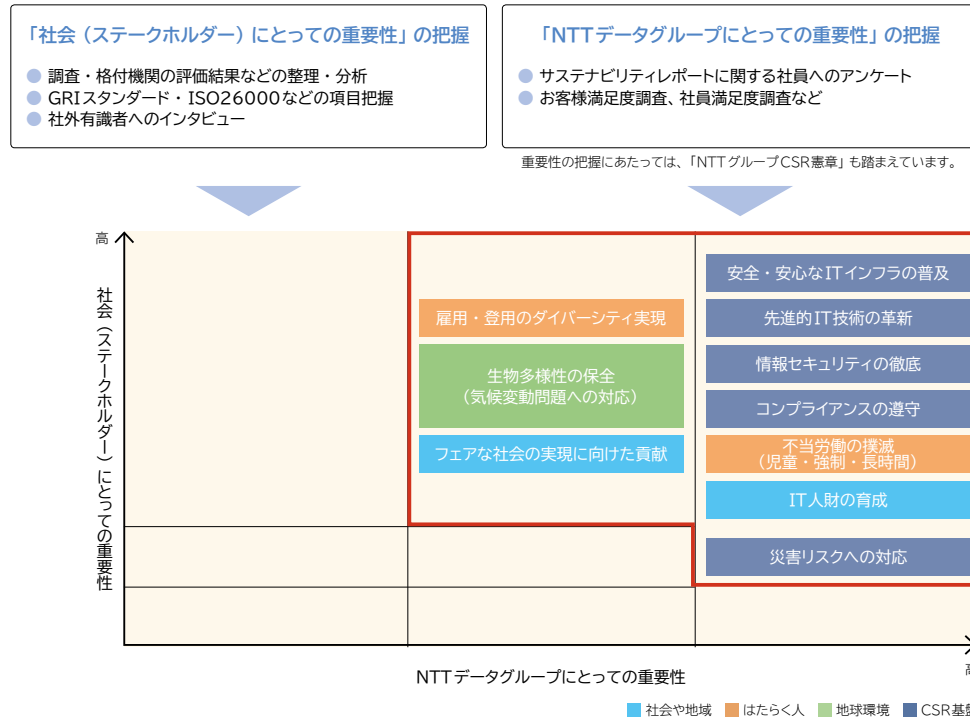 「社会（ステークホルダー）にとっての重要性」の把握
● 調査・格付機関の評価結果などの整理・分析
● GRIスタンダード・ISO26000などの項目把握
● 社外有識者へのインタビュー
「NTTデータグループにとっての重要性」の把握
● サステナビリティレポートに関する社員へのアンケート
● お客様満足度調査、社員満足度調査など
重要性の把握にあたっては、「NTTグループCSR憲章」も踏まえています。
高
社会（ステークホルダー）にとっての重要性
雇用・登用のダイバーシティ実現
生物多様性の保全
（気候変動問題への対応）
フェアな社会の実現に向けた貢献
安全・安心なITインフラの普及
先進的IT技術の革新
情報セキュリティの徹底
コンプライアンスの遵守
不当労働の撲滅
（児童・強制・長時間）
IT人財の育成
災害リスクへの対応
高
NTTデータグループにとっての重要性
社会や地域
はたらく人
地球環境
CSR基盤